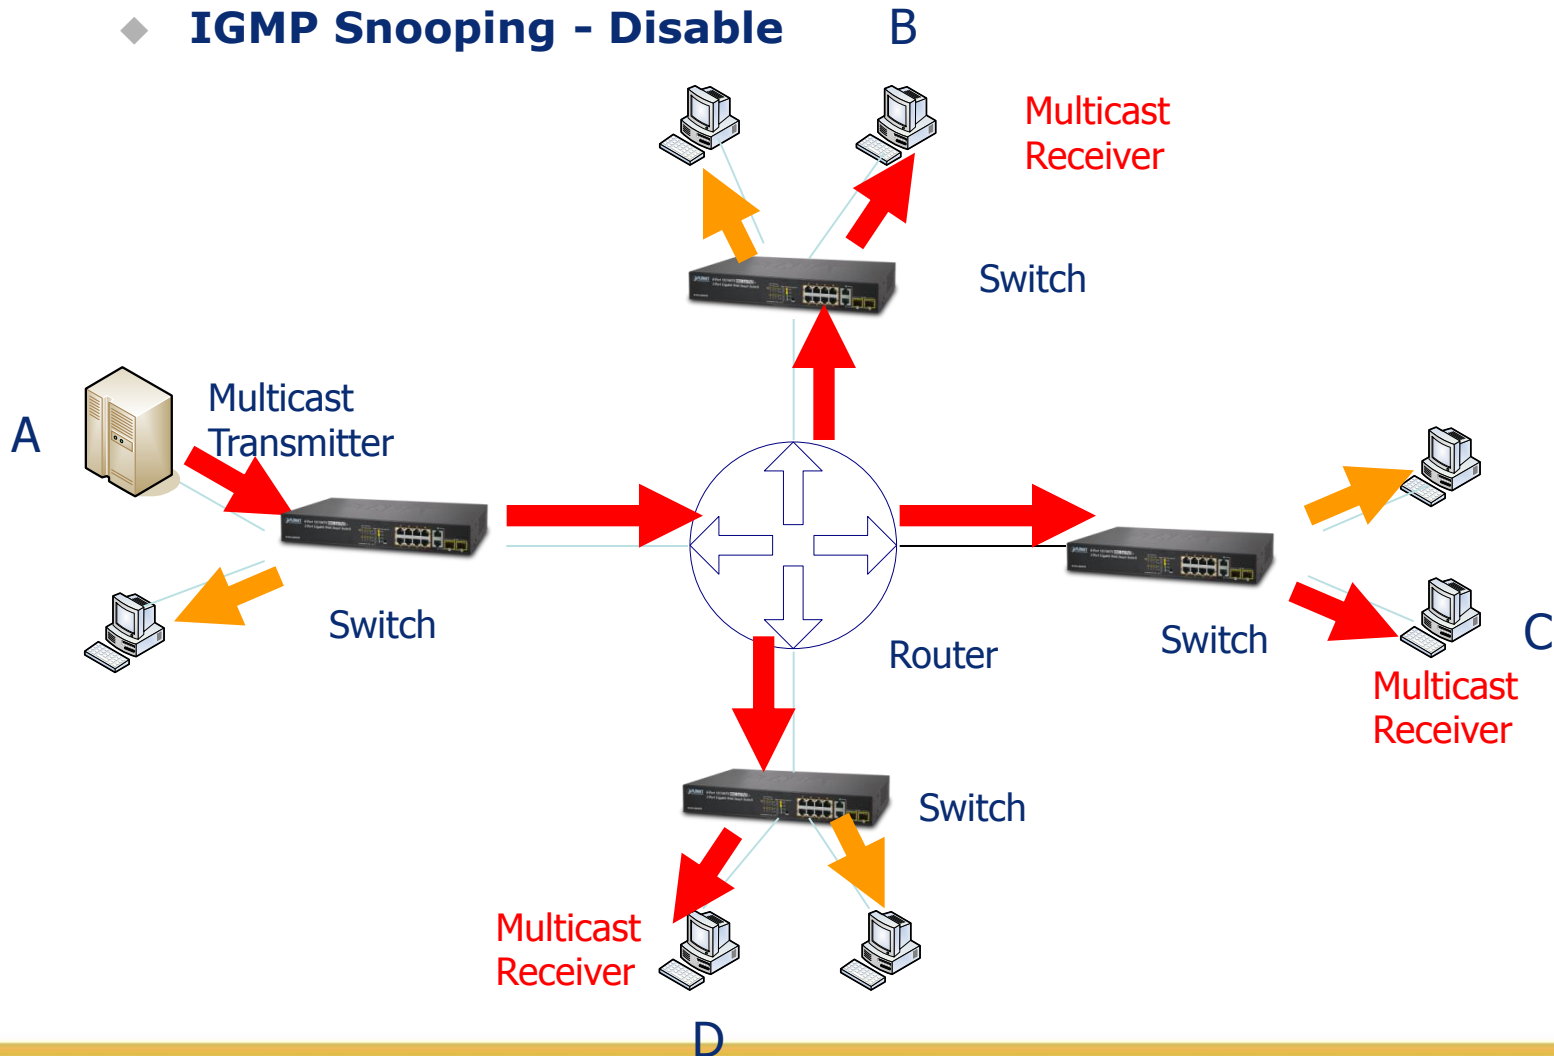 IGMP Snooping - Disable
B
Multicast
Receiver
Switch
A
Multicast
Transmitter
Switch
Router
Switch
C
Multicast
Receiver
Switch
Multicast
Receiver
D